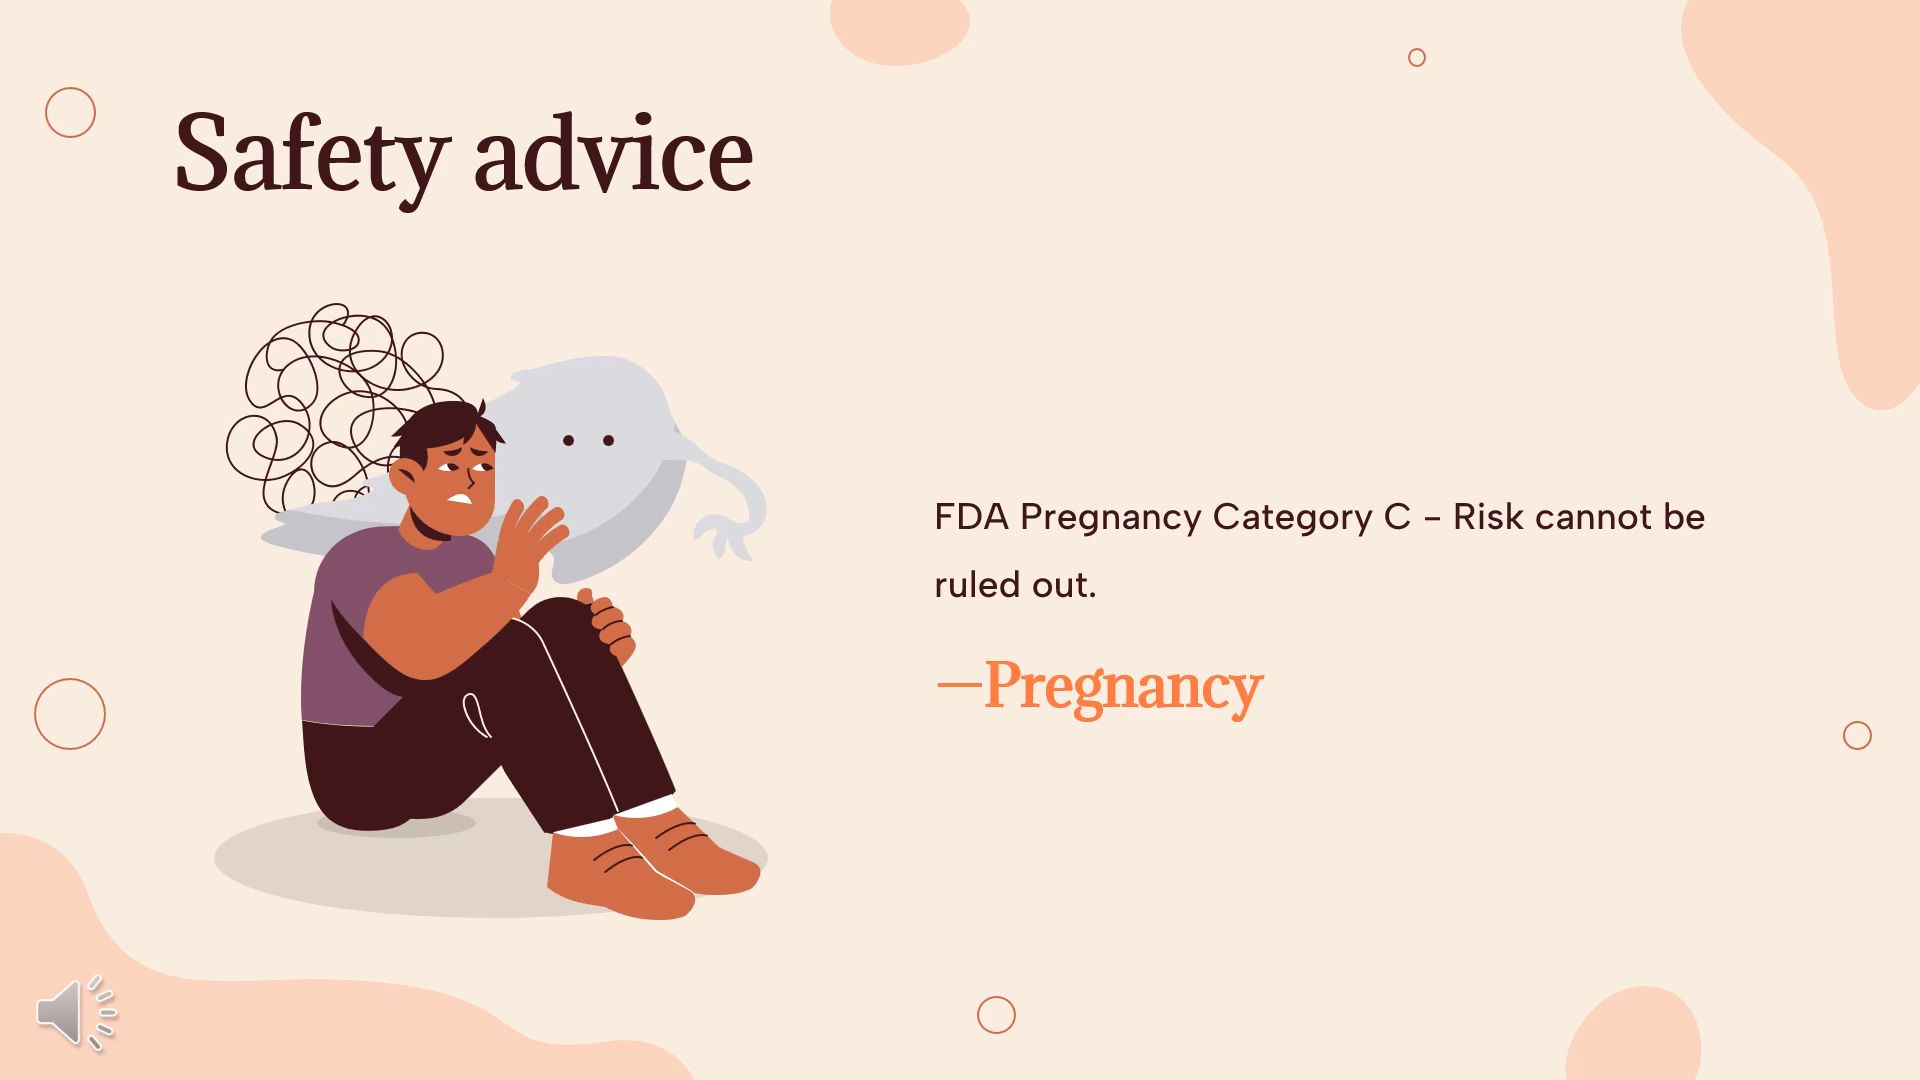 Safety advice
FDA Pregnancy Category C – Risk cannot be
ruled out.
—Pregnancy